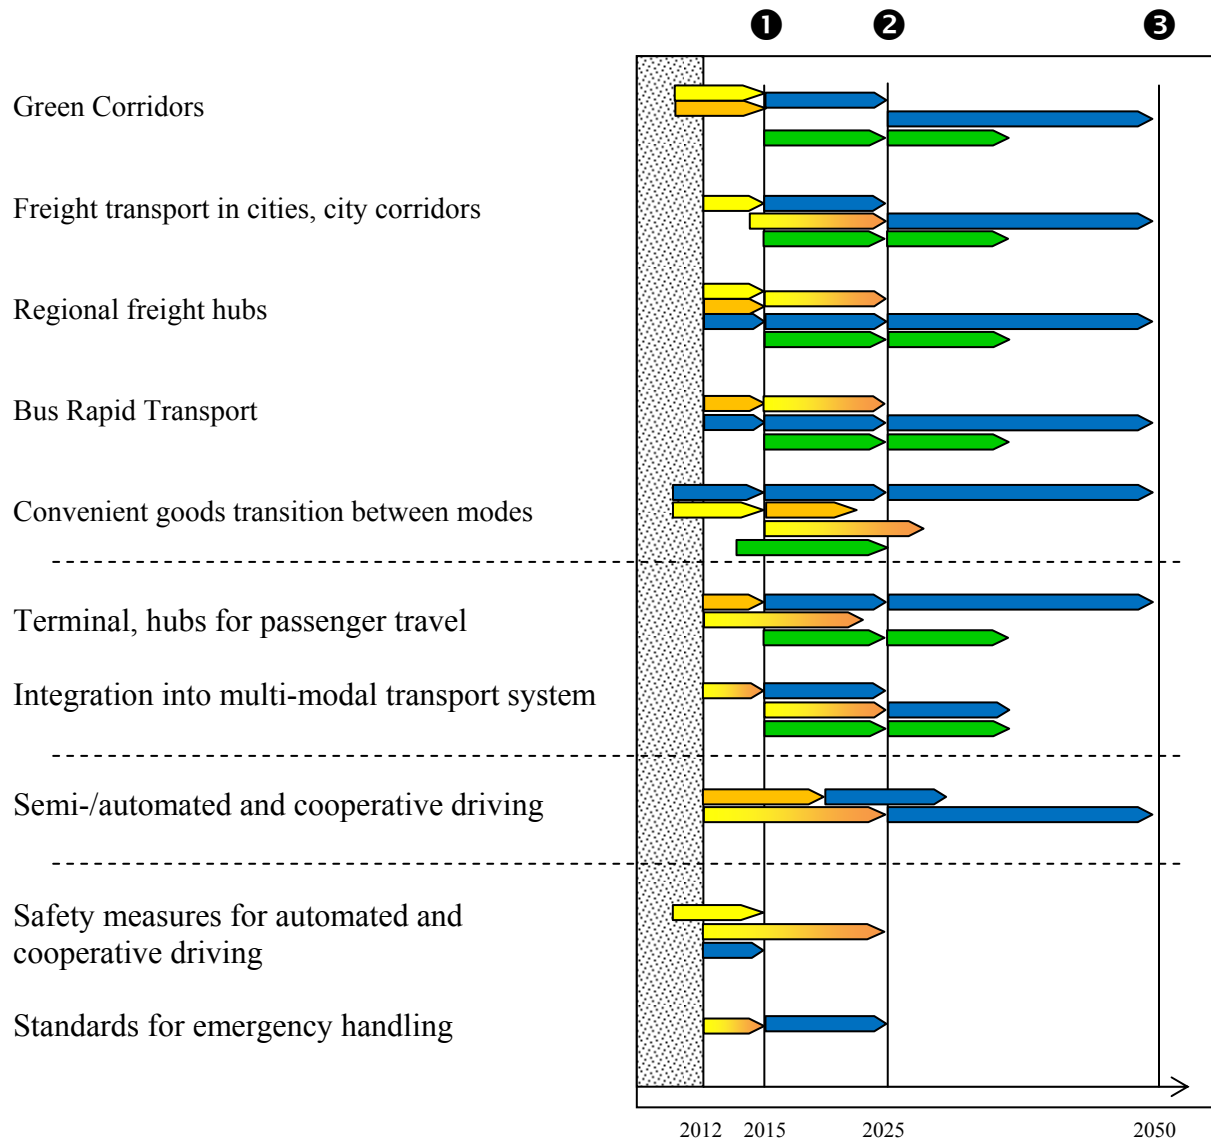 ❶ ❷ ❸
Green Corridors
Freight transport in cities, city corridors
Regional freight hubs
Bus Rapid Transport
Convenient goods transition between modes
Terminal, hubs for passenger travel
Integration into multi-modal transport system
Semi-/automated and cooperative driving
Safety measures for automated and
cooperative driving
Standards for emergency handling
2012 2015 2025 2050